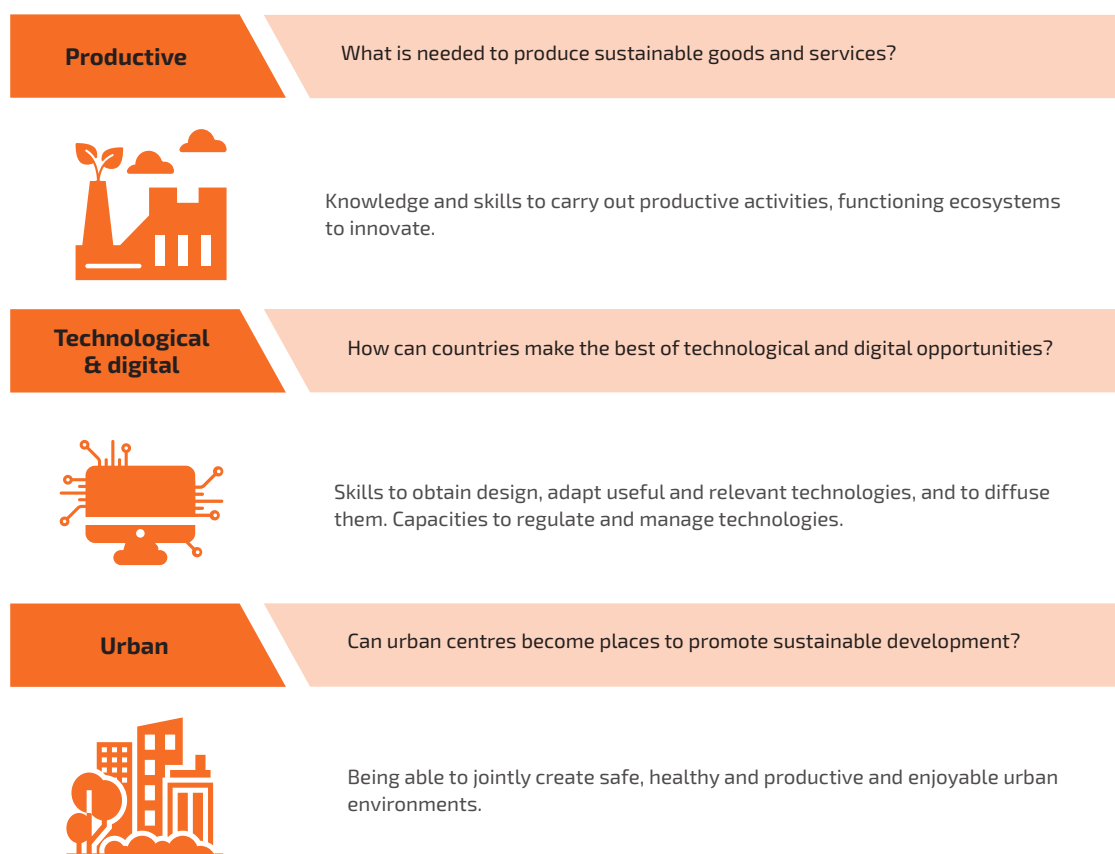 Productive
What is needed to produce sustainable goods and services?
Knowledge and skills to carry out productive activities, functioning ecosystems
to innovate.
Technological
& digital
How can countries make the best of technological and digital opportunities?
Skills to obtain design, adapt useful and relevant technologies, and to diffuse
them. Capacities to regulate and manage technologies.
Urban
Can urban centres become places to promote sustainable development?
Being able to jointly create safe, healthy and productive and enjoyable urban
environments.